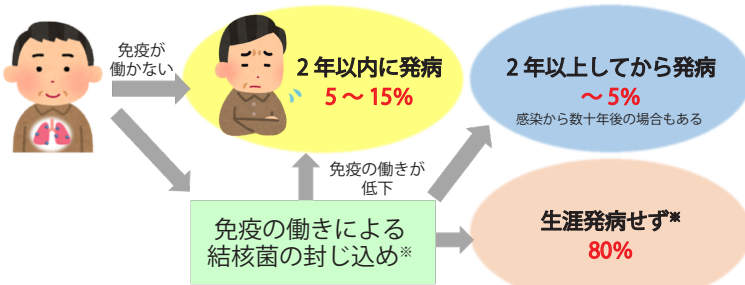 免疫が
働かない
2年以内に発病
5～15%
2年以上してから発病
～5%
感染から数十年後の場合もある
免疫の働きが
低下
免疫の働きによる
結核菌の封じ込め※
生涯発病せず※
80%